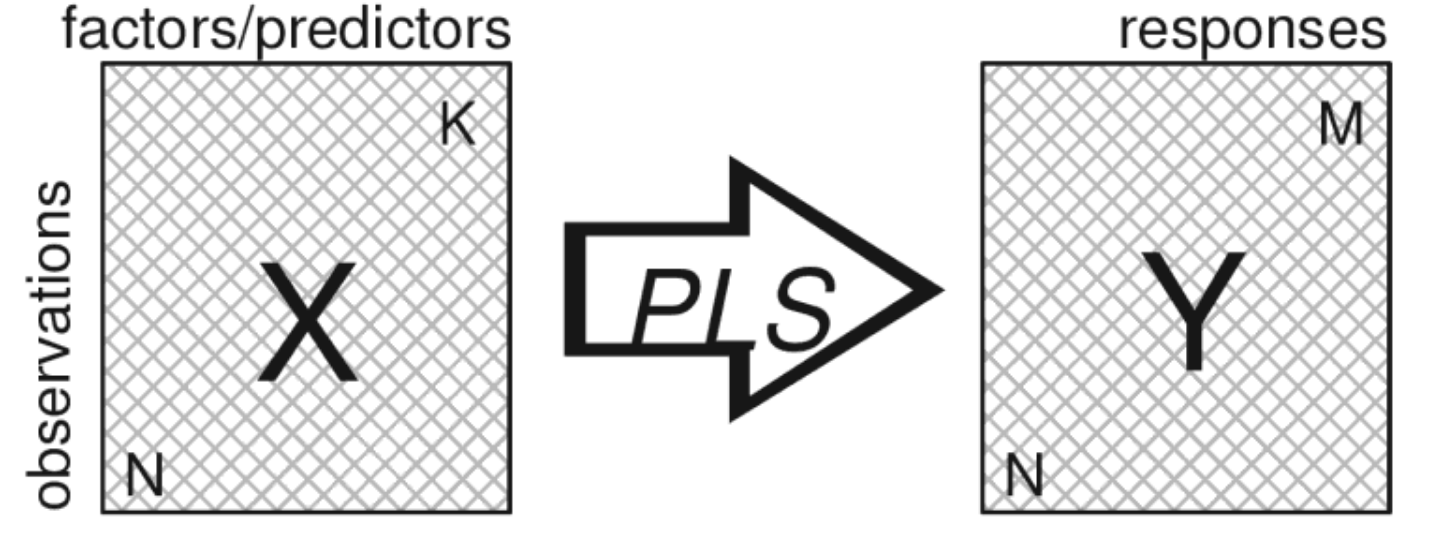 factors/predictors
responses
observations
K
X
N
PLS
M
Y
N